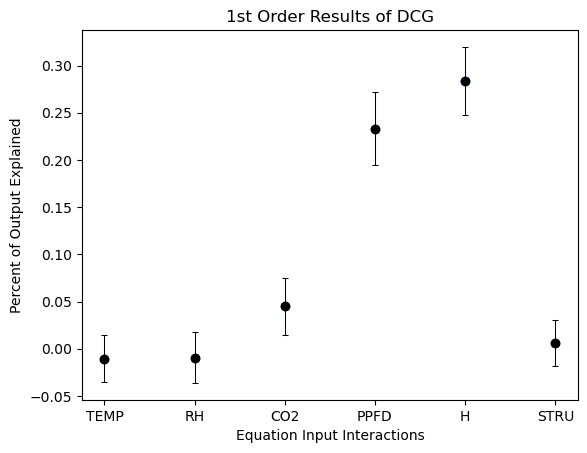 1st Order Results of DCG
Percent of Output Explained
0.30
0.25
0.20
0.15
0.10
0.05
0.00
−0.05
TEMP RH CO2 PPFD H STRU
Equation Input Interactions